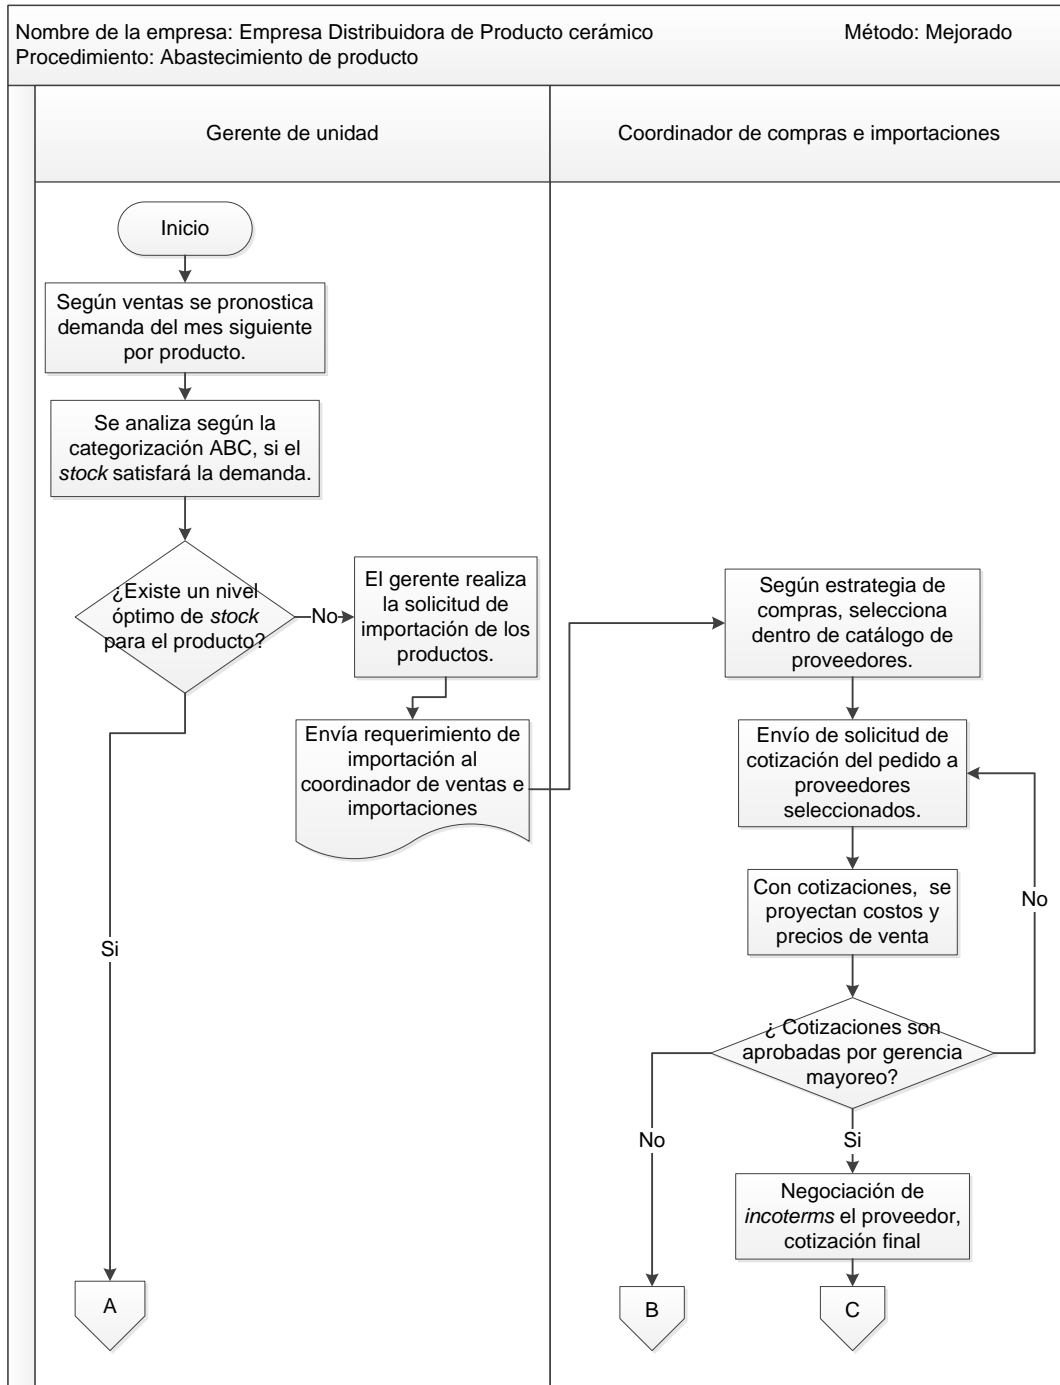 Nombre de la empresa: Empresa Distribuidora de Producto cerámico
Método: Mejorado
Procedimiento: Abastecimiento de producto
Gerente de unidad
Coordinador de compras e importaciones
Inicio
Según ventas se pronostica
demanda del mes siguiente
por producto.
Se analiza según la
categorización ABC, si el
stock satisfará la demanda.
¿Existe un nivel
óptimo de stock
para el producto?
No
El gerente realiza
la solicitud de
importación de los
productos.
Envía requerimiento de
importación al
coordinador de ventas e
importaciones
Si
A
Según estrategia de
compras, selecciona
dentro de catálogo de
proveedores.
Envío de solicitud de
cotización del pedido a
proveedores
seleccionados.
Con cotizaciones, se
proyectan costos y
precios de venta
No
¿ Cotizaciones son
aprobadas por gerencia
mayoreo?
No
Si
Negociación de
incoterms el proveedor,
cotización final
B
C